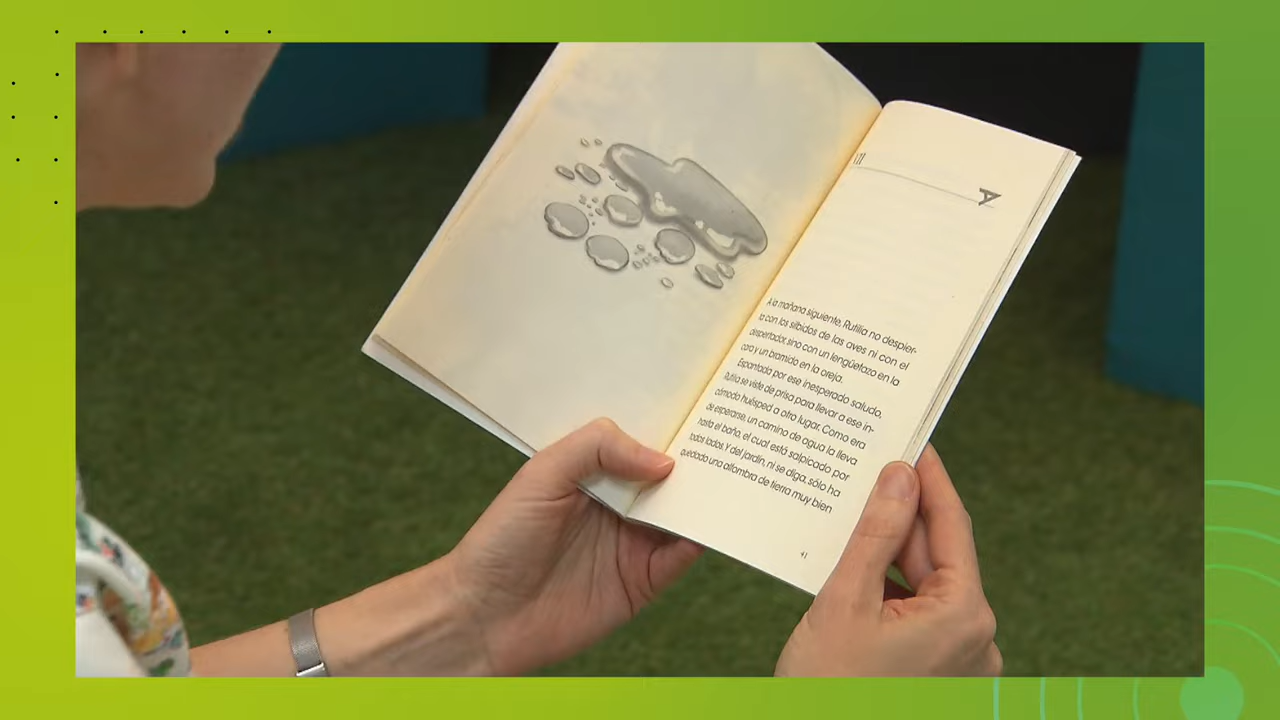 VII
A
A la mañana siguiente, Rutilia no despier-
ta con los silbidos de las aves ni con el
despertador, sino con un lengüetazo en la
cara y un bramido en la oreja.
Espantada por ese inesperado saludo,
Rutilia se viste de prisa para llevar a ese in-
cómodo huésped a otro lugar. Como era
de esperarse, un camino de agua la lleva
hasta el baño, el cual está salpicado por
todos lados. Y del jardín, ni se diga, sólo ha
quedado una alfombra de tierra muy bien
41